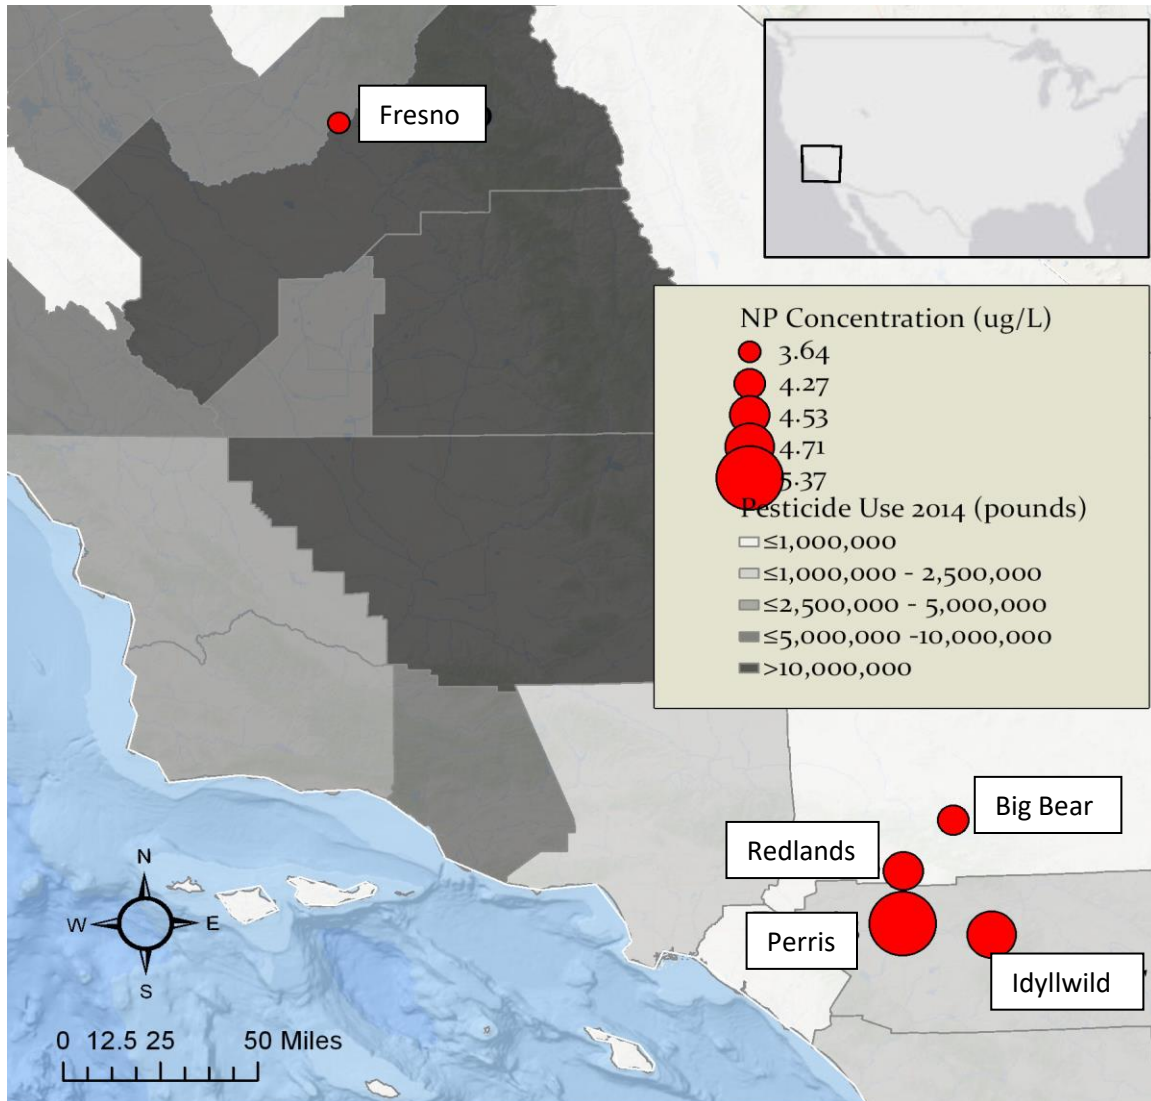 Fresno
NP Concentration (ug/L)
3.64
4.27
4.53
4.71
5.37
Pesticide Use 2014 (pounds)
≤1,000,000
≤1,000,000 - 2,500,000
≤2,500,000 - 5,000,000
≤5,000,000 -10,000,000
>10,000,000
Big Bear
Redlands
Perris
Idyllwild
N
W E
S
0 12.5 25 50 Miles